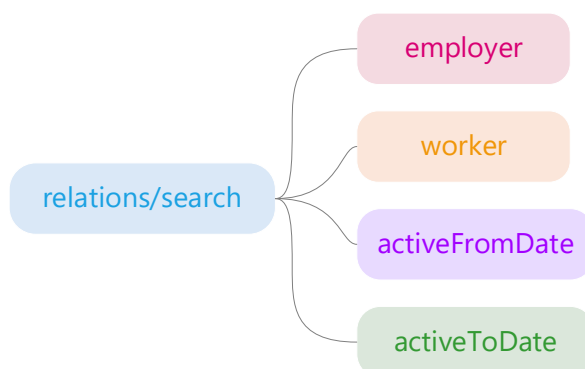 employer
worker
relations/search
activeFromDate
activeToDate